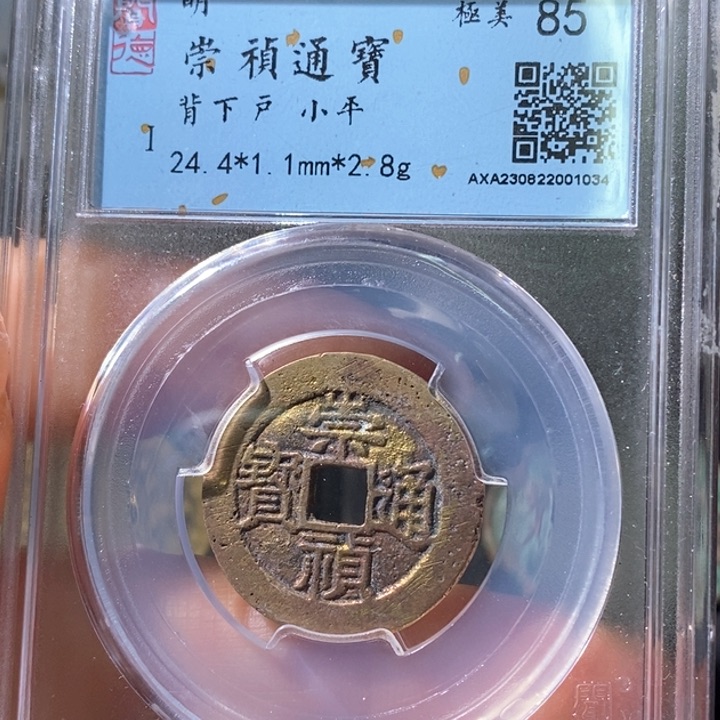 明
極美 85
崇禎通寶
背下戶 小平
I
24.4*1.1mm*2.8g
AXA230822001034
崇
寶 通
禎